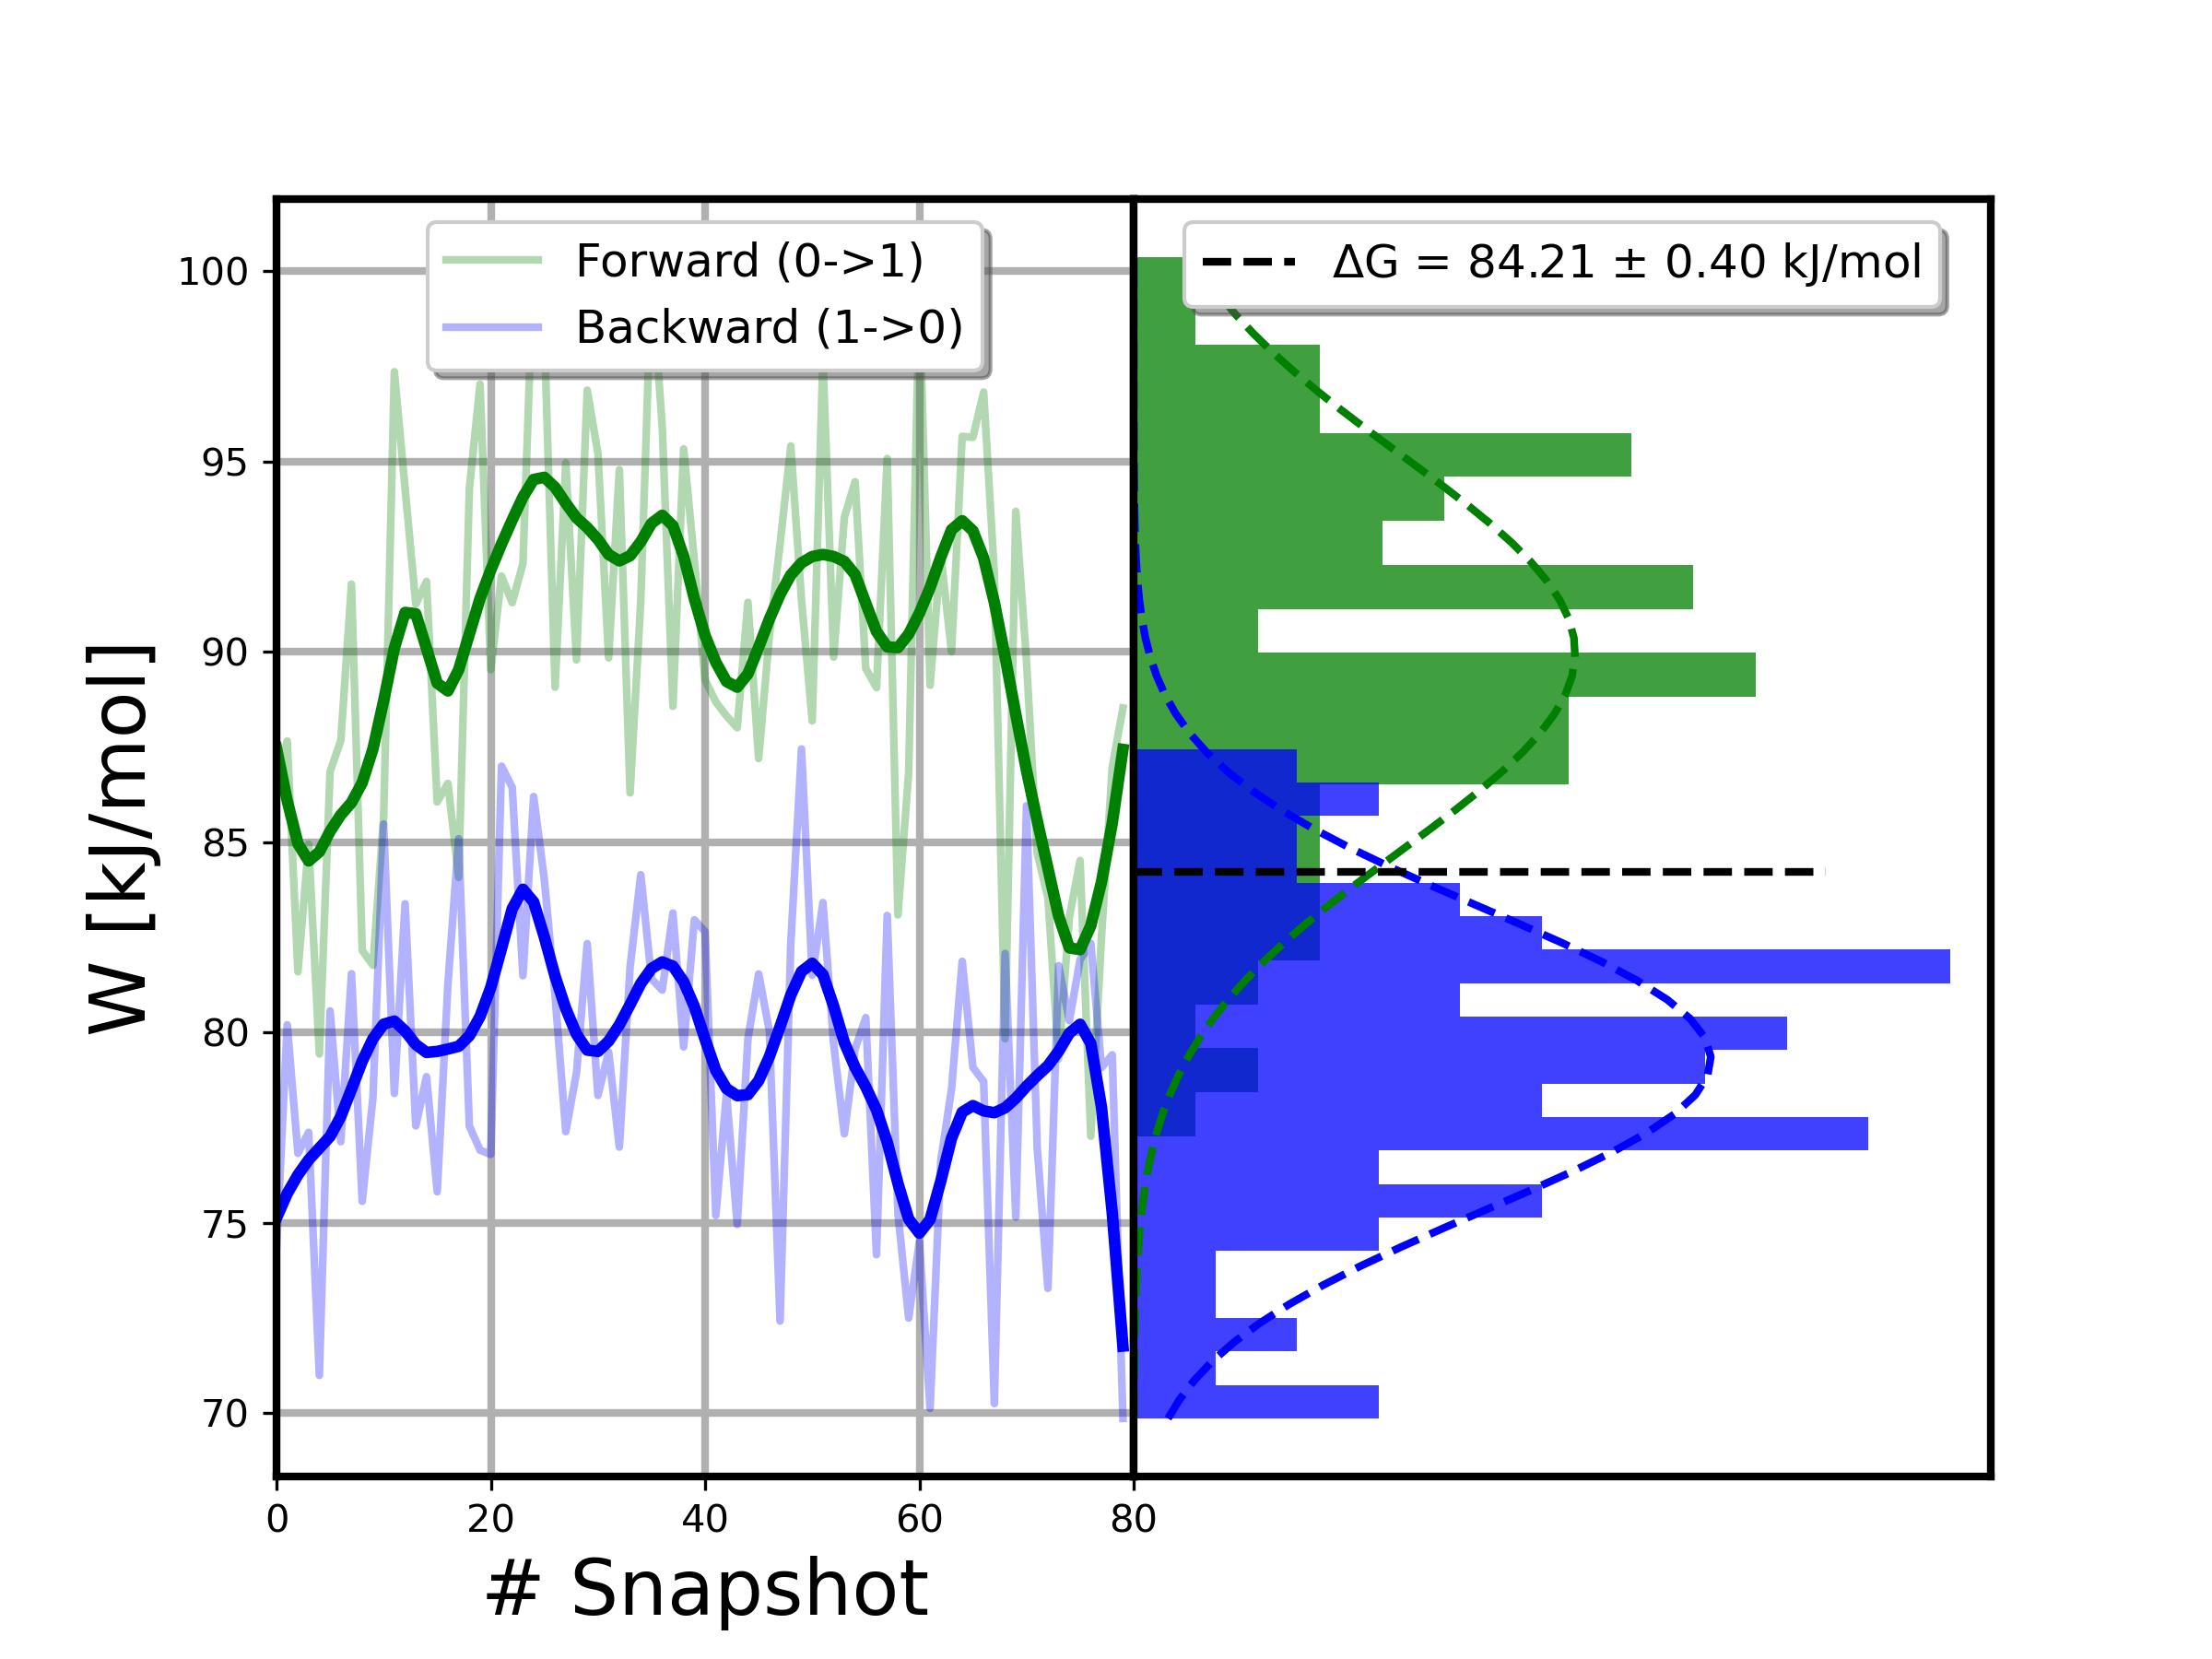 Forward (0->1)
Backward (1->0)
ΔG = 84.21 ± 0.40 kJ/mol
W [kJ/mol]
100
95
90
85
80
75
70
0
20
40
60
80
# Snapshot